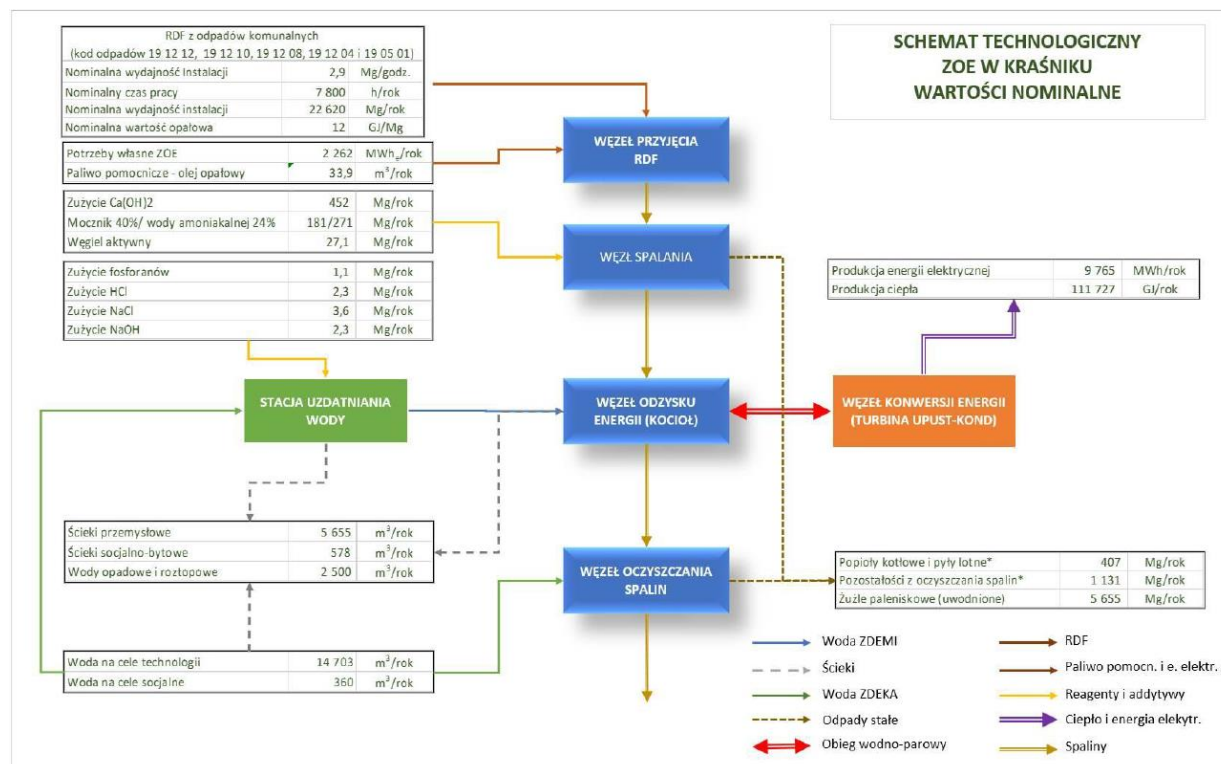 RDF z odpadów komunalnych
(kod odpadów 19 12 12, 19 12 10, 19 12 08, 19 12 04 i 19 05 01)
Nominalna wydajność Instalacji 2,9 Mg/godz.
Nominalny czas pracy 7 800 h/rok
Nominalna wydajność instalacji 22 620 Mg/rok
Nominalna wartość opałowa 12 GJ/Mg
SCHEMAT TECHNOLOGICZNY
ZOE W KRAŚNIKU
WARTOŚCI NOMINALNE
Potrzeby własne ZOE 2 262 MWhe/rok
Paliwo pomocnicze - olej opałowy 33,9 m³/rok
WĘZEŁ PRZYJĘCIA
RDF
Zużycie Ca(OH)2 452 Mg/rok
Mocznik 40%/ wody amoniakalnej 24% 181/271 Mg/rok
Węgiel aktywny 27,1 Mg/rok
WĘZŁ SPALANIA
Zużycie fosforanów 1,1 Mg/rok
Zużycie HCl 2,3 Mg/rok
Zużycie NaCl 3,6 Mg/rok
Zużycie NaOH 2,3 Mg/rok
Produkcja energii elektrycznej 9 765 MWh/rok
Produkcja ciepła 111 727 GJ/rok
STACJA UZDATNIANIA
WODY
WĘZEŁ ODZYSKU
ENERGII (KOCIOŁ)
WĘZEŁ KONWERSJI ENERGII
(TURBINA UPUST-KOND)
Ścieki przemysłowe 5 655 m³/rok
Ścieki socjalno-bytowe 578 m³/rok
Wody opadowe i roztopowe 2 500 m³/rok
WĘZEŁ OCZYSZCZANIA
SPALIN
Popioły kotłowe i pyły lotne* 407 Mg/rok
Pozostałości z oczyszczania spalin* 1 131 Mg/rok
Żużle paleniskowe (uwodnione) 5 655 Mg/rok
Woda na cele technologii 14 703 m³/rok
Woda na cele socjalne 360 m³/rok
Woda ZDEMI
Ścieki
Woda ZDEKA
Odpady stałe
Obieg wodno-parowy
RDF
Paliwo pomocn. i e. elektr.
Reagenty i addytywy
Ciepło i energia elekytr.
Spaliny